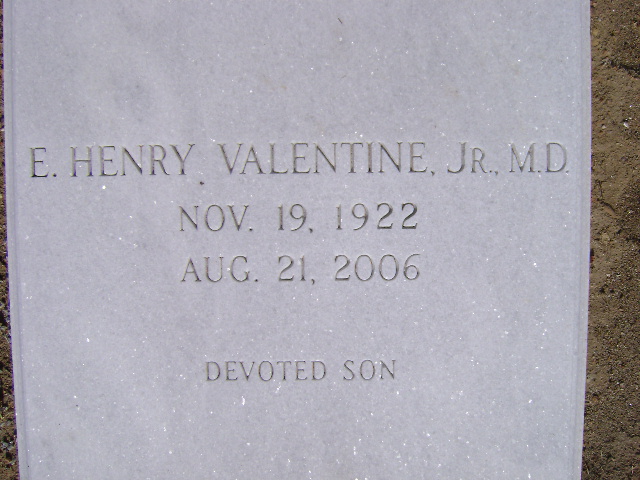 E. HENRY VALENTINE, JR., M.D.
NOV. 19, 1922
AUG. 21, 2006
DEVOTED SON